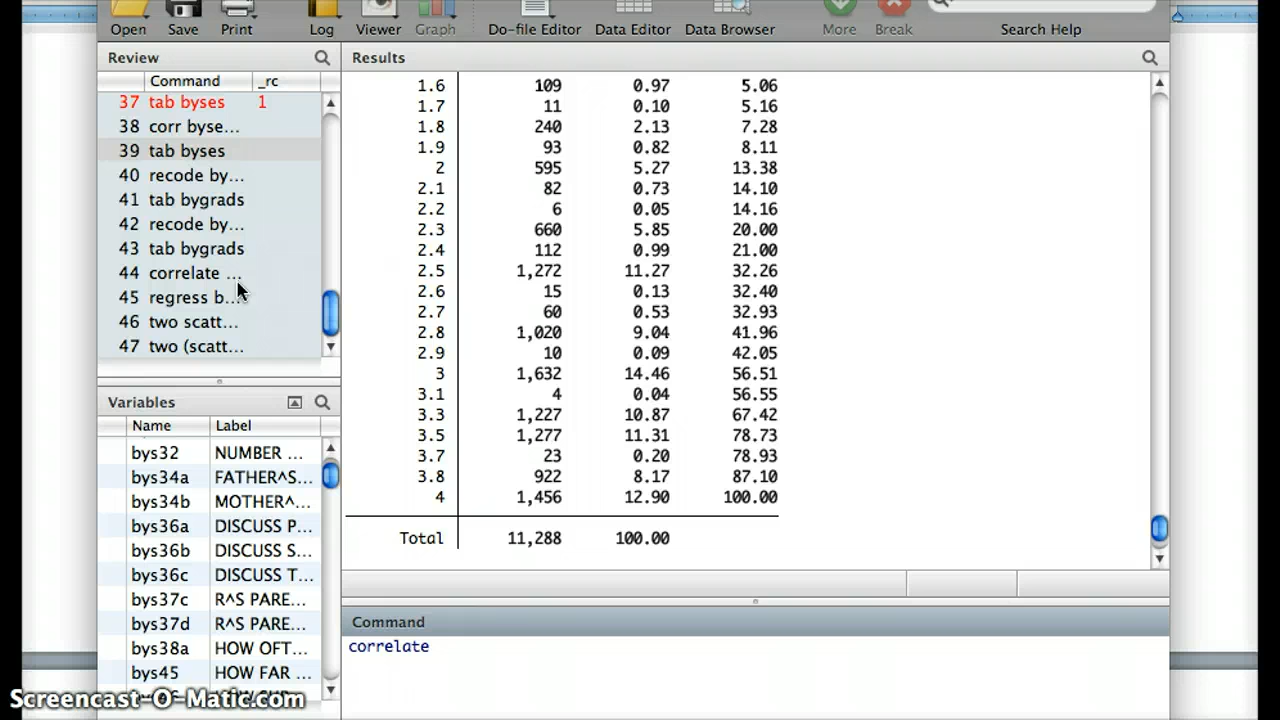 Open Save Print Log Viewer Graph Do-file Editor Data Editor Data Browser More Break Search Help
Review
Command _rc
37 tab byses 1
38 corr byse...
39 tab byses
40 recode by...
41 tab bygrads
42 recode by...
43 tab bygrads
44 correlate ...
45 regress b...
46 two scatt...
47 two (scatt...
Variables
Name Label
bys32 NUMBER ...
bys34a FATHER^S...
bys34b MOTHER^...
bys36a DISCUSS P...
bys36b DISCUSS S...
bys36c DISCUSS T...
bys37c R^S PARE...
bys37d R^S PARE...
bys38a HOW OFT...
bys45 HOW FAR ...
Results
1.6 109 0.97 5.06
1.7 11 0.10 5.16
1.8 240 2.13 7.28
1.9 93 0.82 8.11
2 595 5.27 13.38
2.1 82 0.73 14.10
2.2 6 0.05 14.16
2.3 660 5.85 20.00
2.4 112 0.99 21.00
2.5 1,272 11.27 32.26
2.6 15 0.13 32.40
2.7 60 0.53 32.93
2.8 1,020 9.04 41.96
2.9 10 0.09 42.05
3 1,632 14.46 56.51
3.1 4 0.04 56.55
3.3 1,227 10.87 67.42
3.5 1,277 11.31 78.73
3.7 23 0.20 78.93
3.8 922 8.17 87.10
4 1,456 12.90 100.00
Total 11,288 100.00
Command
correlate
Screencast-O-Matic.com